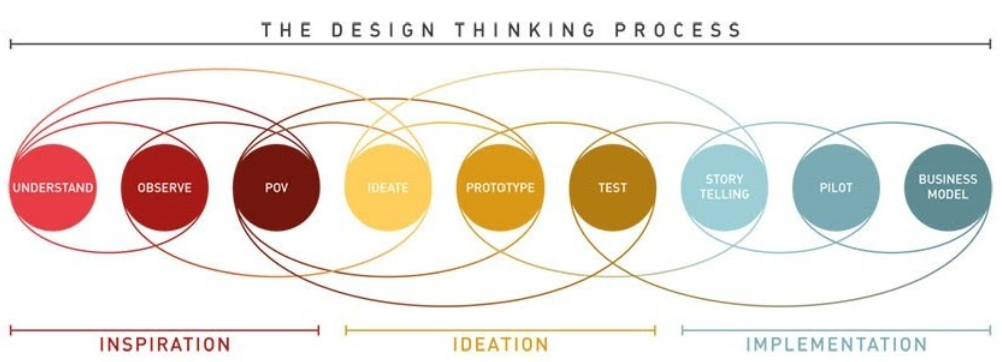 THE DESIGN THINKING PROCESS
UNDERSTAND
OBSERVE
POV
IDEATE
PROTOTYPE
TEST
STORY
TELLING
PILOT
BUSINESS
MODEL
INSPIRATION
IDEATION
IMPLEMENTATION